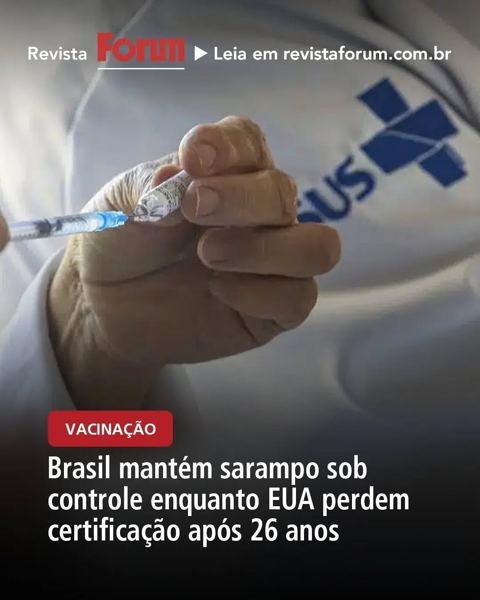 Revista Forum ▶ Leia em revistaforum.com.br
SUS
VACINAÇÃO
Brasil mantém sarampo sob
controle enquanto EUA perdem
certificação após 26 anos